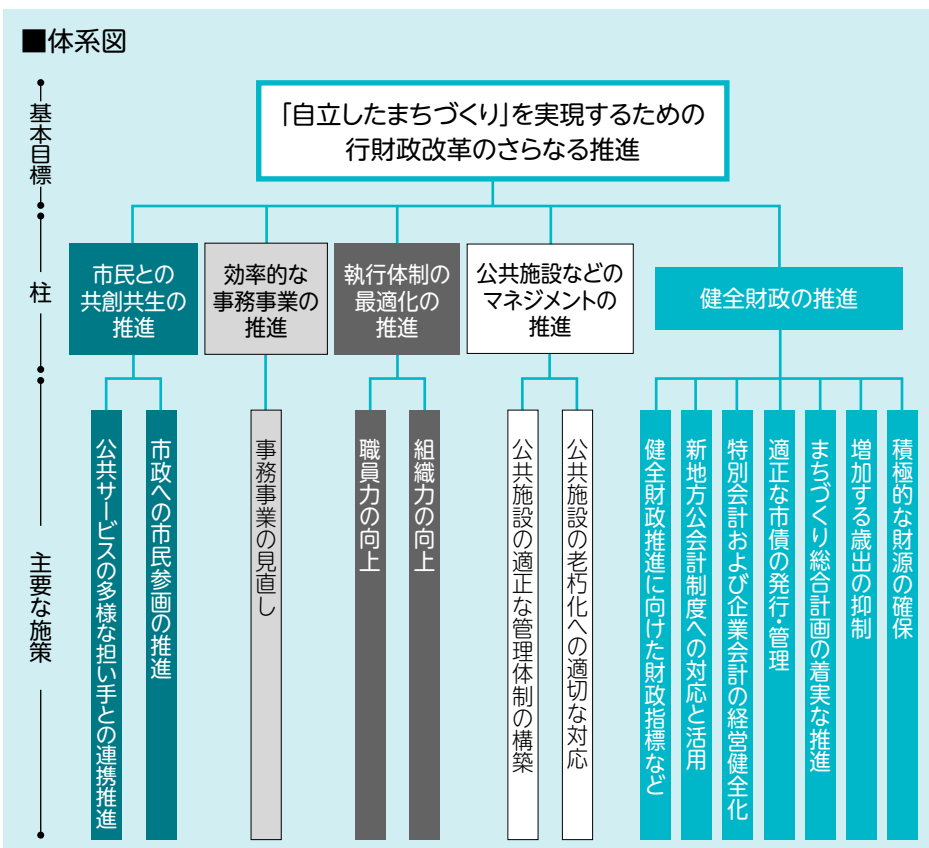 ■体系図
基本目標
「自立したまちづくり」を実現するための
行財政改革のさらなる推進
柱
市民との
共創共生の
推進
効率的な
事務事業の
推進
執行体制の
最適化の
推進
公共施設などの
マネジメントの
推進
健全財政の推進
主要な施策
公共サービスの多様な担い手との連携推進
市政への市民参画の推進
事務事業の見直し
職員力の向上
組織力の向上
公共施設の適正な管理体制の構築
公共施設の老朽化への適切な対応
健全財政推進に向けた財政指標など
新地方公会計制度への対応と活用
特別会計および企業会計の経営健全化
適正な市債の発行・管理
まちづくり総合計画の着実な推進
増加する歳出の抑制
積極的な財源の確保